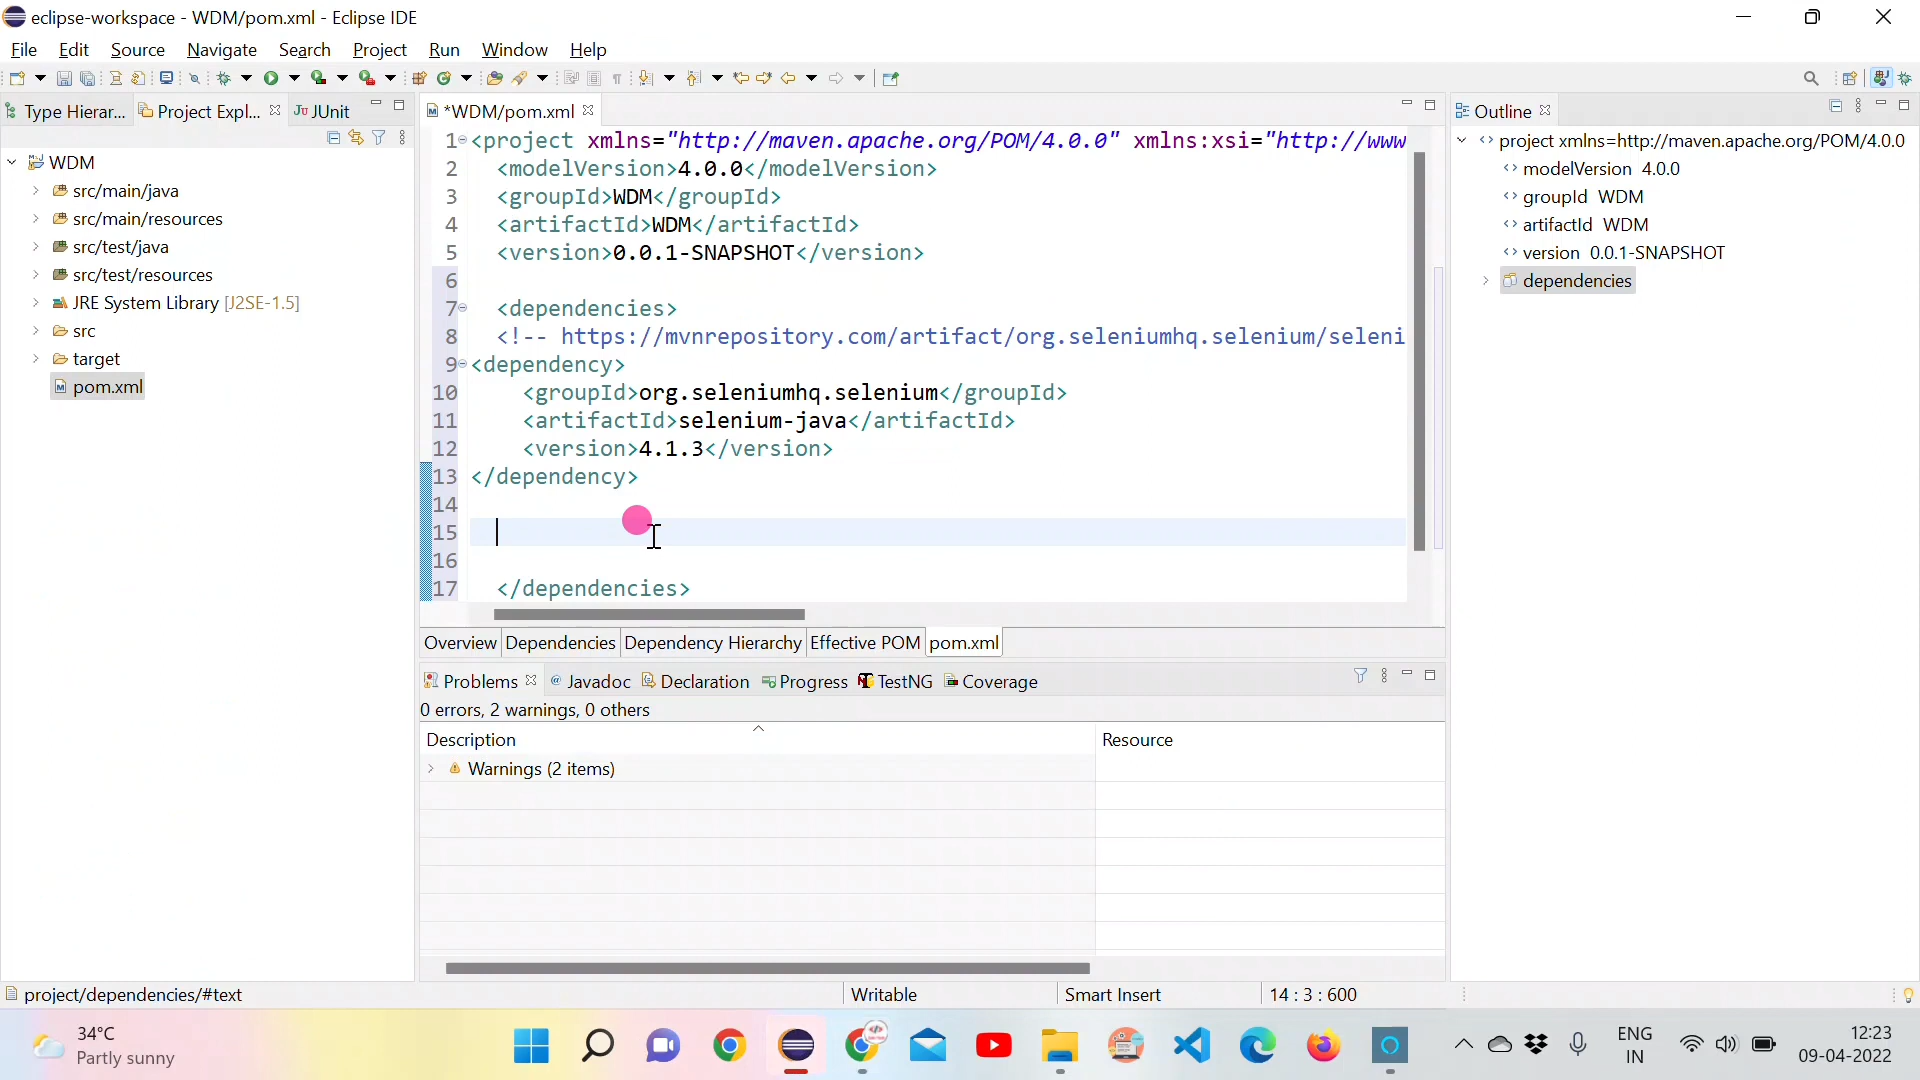 eclipse-workspace - WDM/pom.xml - Eclipse IDE
File Edit Source Navigate Search Project Run Window Help
Type Hierar... Project Expl... JUnit
WDM
src/main/java
src/main/resources
src/test/java
src/test/resources
JRE System Library [J2SE-1.5]
src
target
pom.xml
*WDM/pom.xml
1 <project xmlns="http://maven.apache.org/POM/4.0.0" xmlns:xsi="http://www
2 <modelVersion>4.0.0</modelVersion>
3 <groupId>WDM</groupId>
4 <artifactId>WDM</artifactId>
5 <version>0.0.1-SNAPSHOT</version>
6
7 <dependencies>
8 <!-- https://mvnrepository.com/artifact/org.seleniumhq.selenium/seleni
9 <dependency>
10 <groupId>org.seleniumhq.selenium</groupId>
11 <artifactId>selenium-java</artifactId>
12 <version>4.1.3</version>
13 </dependency>
14
15
16
17 </dependencies>
Overview Dependencies Dependency Hierarchy Effective POM pom.xml
Problems Javadoc Declaration Progress TestNG Coverage
0 errors, 2 warnings, 0 others
Description Resource
Warnings (2 items)
Outline
project xmlns=http://maven.apache.org/POM/4.0.0
modelVersion 4.0.0
groupId WDM
artifactId WDM
version 0.0.1-SNAPSHOT
dependencies
project/dependencies/#text Writable Smart Insert 14 : 3 : 600
34°C
Partly sunny
ENG
IN
12:23
09-04-2022